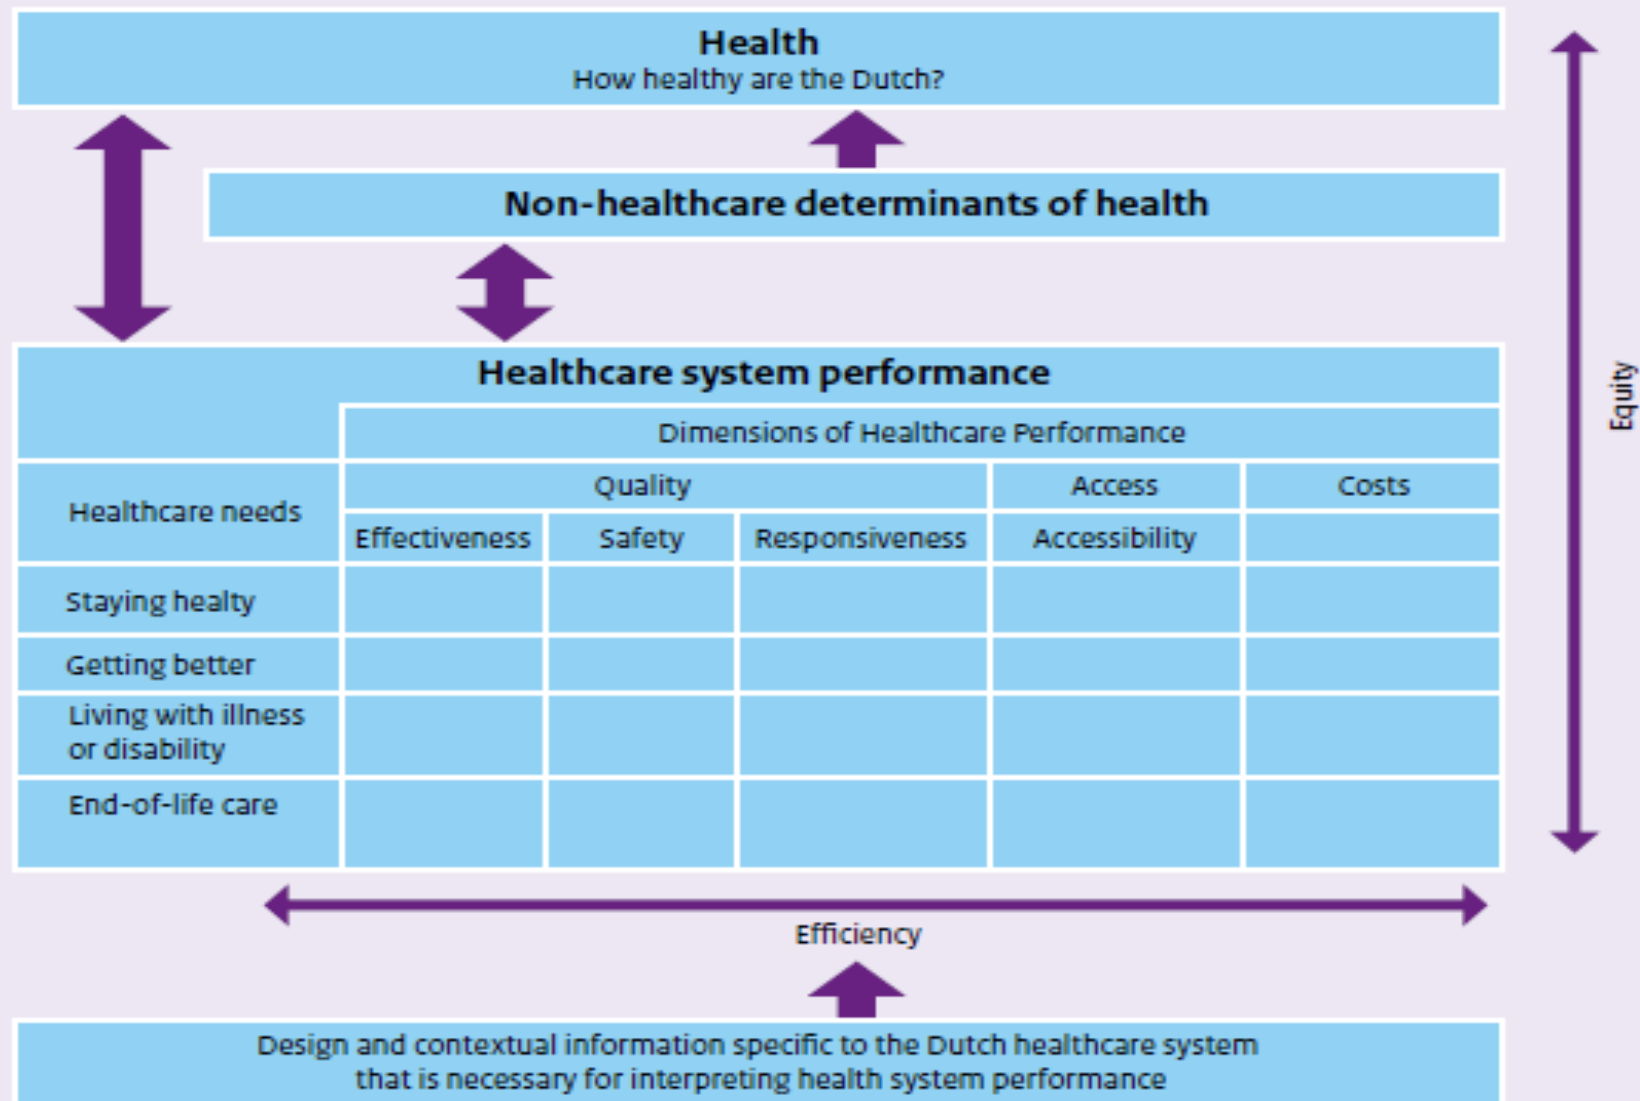 Health
How healthy are the Dutch?
Non-healthcare determinants of health
Healthcare system performance
Dimensions of Healthcare Performance
Healthcare needs
Quality
Access
Costs
Effectiveness
Safety
Responsiveness
Accessibility
Staying healty
Getting better
Living with illness
or disability
End-of-life care
Equity
Efficiency
Design and contextual information specific to the Dutch healthcare system
that is necessary for interpreting health system performance